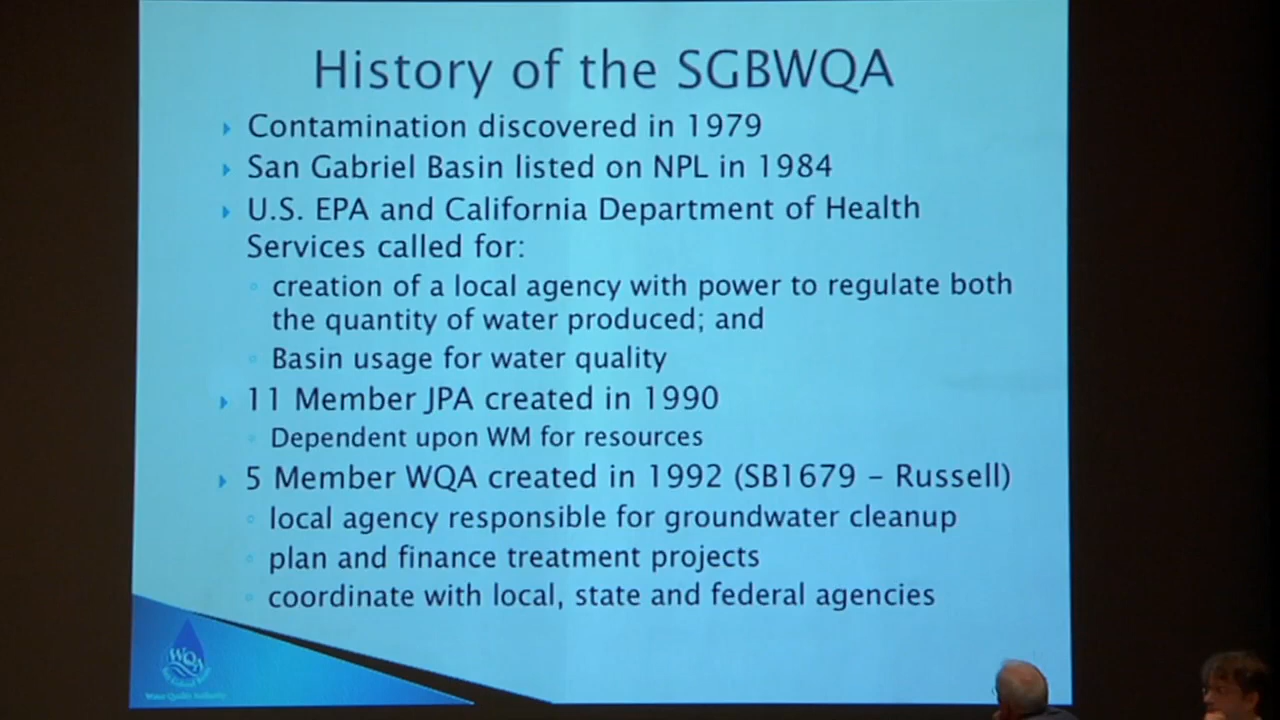 History of the SGBWQA
Contamination discovered in 1979
San Gabriel Basin listed on NPL in 1984
U.S. EPA and California Department of Health
Services called for:
creation of a local agency with power to regulate both
the quantity of water produced; and
Basin usage for water quality
11 Member JPA created in 1990
Dependent upon WM for resources
5 Member WQA created in 1992 (SB1679 – Russell)
local agency responsible for groundwater cleanup
plan and finance treatment projects
coordinate with local, state and federal agencies
WQA
Water Quality Authority